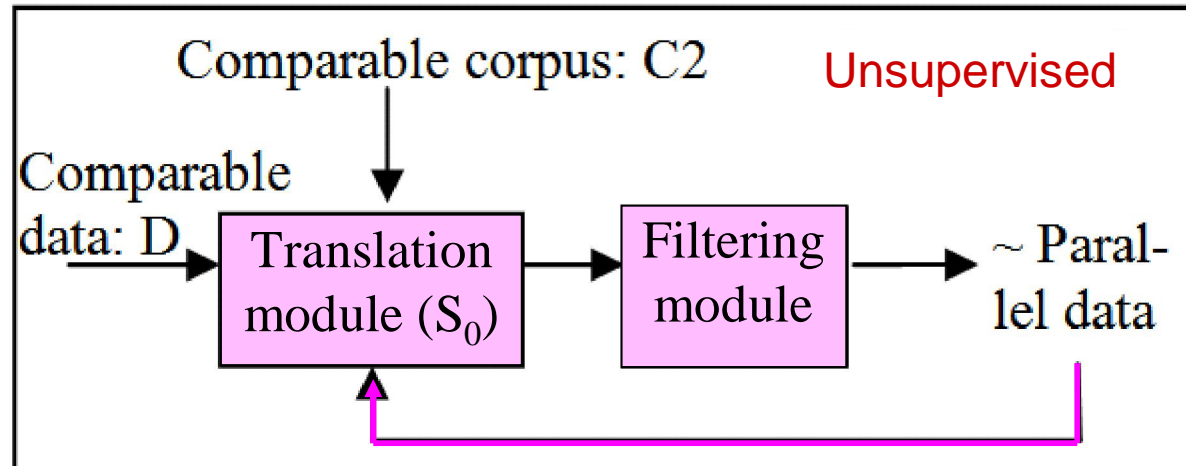 Comparable corpus: C2
Unsupervised
Comparable
data: D
Translation
module (S₀)
Filtering
module
~ Paral-
lel data